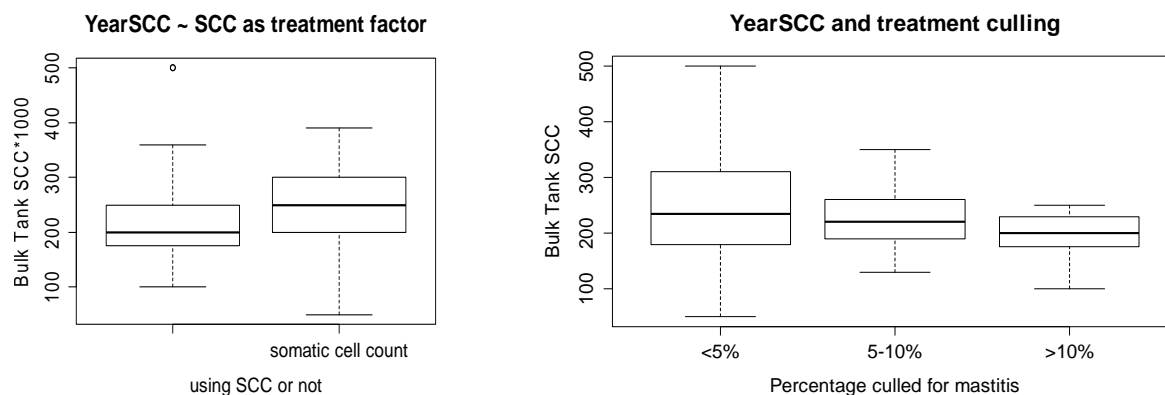 YearSCC ~ SCC as treatment factor
Bulk Tank SCC*1000
500
400
300
200
100
somatic cell count
using SCC or not
YearSCC and treatment culling
Bulk Tank SCC
500
400
300
200
100
<5% 5-10% >10%
Percentage culled for mastitis